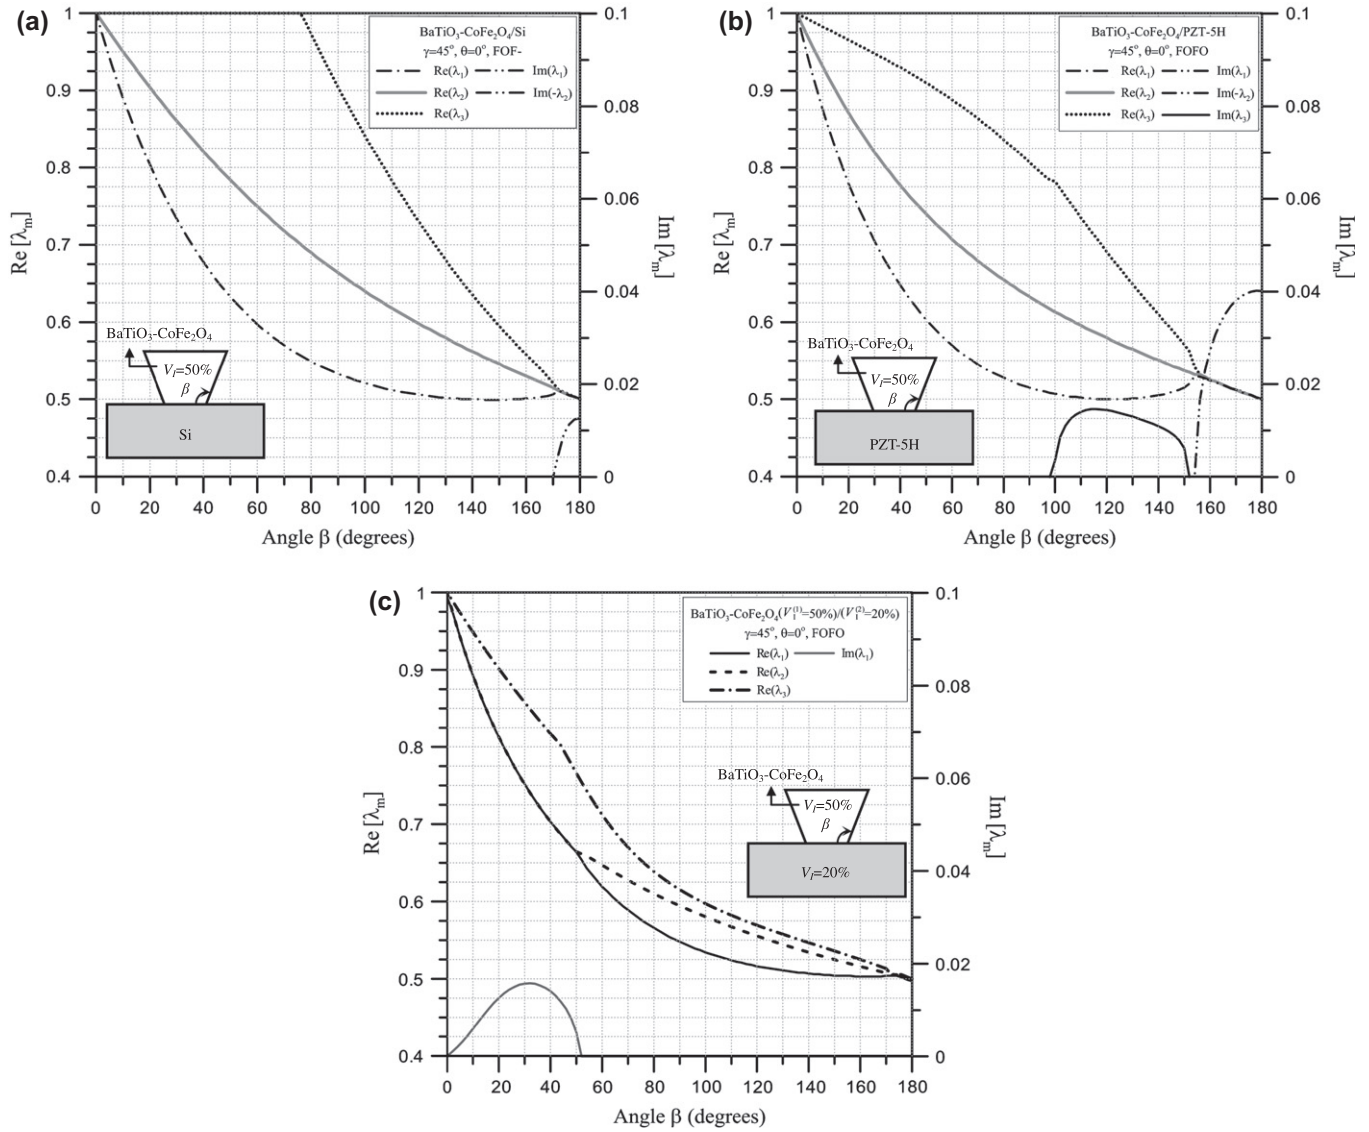 (a)
BaTiO₃-CoFe₂O₄/Si
γ=45°, θ=0°, FOF-
Re(λ₁) Im(λ₁)
Re(λ₂) Im(-λ₂)
Re(λ₃)
1
0.9
0.8
0.7
0.6
0.5
0.4
Re [λₘ]
0.1
0.08
0.06
0.04
0.02
0
Im [λₘ]
BaTiO₃-CoFe₂O₄
V_I=50%
β
Si
0 20 40 60 80 100 120 140 160 180
Angle β (degrees)
(b)
BaTiO₃-CoFe₂O₄/PZT-5H
γ=45°, θ=0°, FOFO
Re(λ₁) Im(λ₁)
Re(λ₂) Im(-λ₂)
Re(λ₃) Im(λ₃)
1
0.9
0.8
0.7
0.6
0.5
0.4
Re [λₘ]
0.1
0.08
0.06
0.04
0.02
0
Im [λₘ]
BaTiO₃-CoFe₂O₄
V_I=50%
β
PZT-5H
0 20 40 60 80 100 120 140 160 180
Angle β (degrees)
(c)
BaTiO₃-CoFe₂O₄(V_I⁽¹⁾=50%)/(V_I⁽²⁾=20%)
γ=45°, θ=0°, FOFO
Re(λ₁) Im(λ₁)
Re(λ₂)
Re(λ₃)
1
0.9
0.8
0.7
0.6
0.5
0.4
Re [λₘ]
0.1
0.08
0.06
0.04
0.02
0
Im [λₘ]
BaTiO₃-CoFe₂O₄
V_I=50%
β
V_I=20%
0 20 40 60 80 100 120 140 160 180
Angle β (degrees)